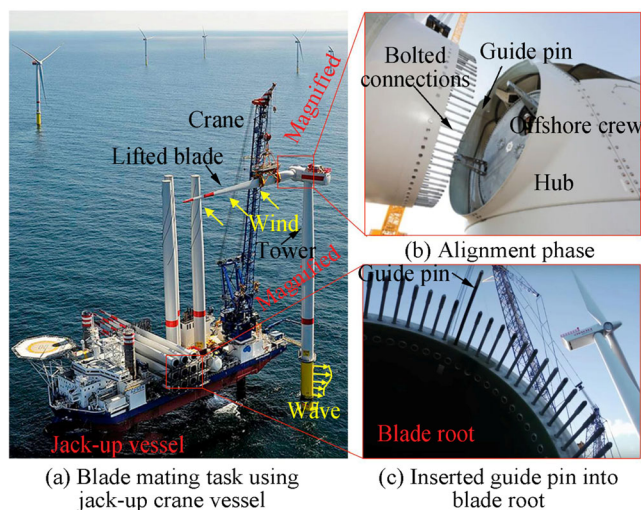 Crane
Magnified
Lifted blade
Wind
Tower
Magnified
Wave
Jack-up vessel
(a) Blade mating task using
jack-up crane vessel
Bolted
connections
Guide pin
Offshore crew
Hub
(b) Alignment phase
Guide pin
Blade root
(c) Inserted guide pin into
blade root